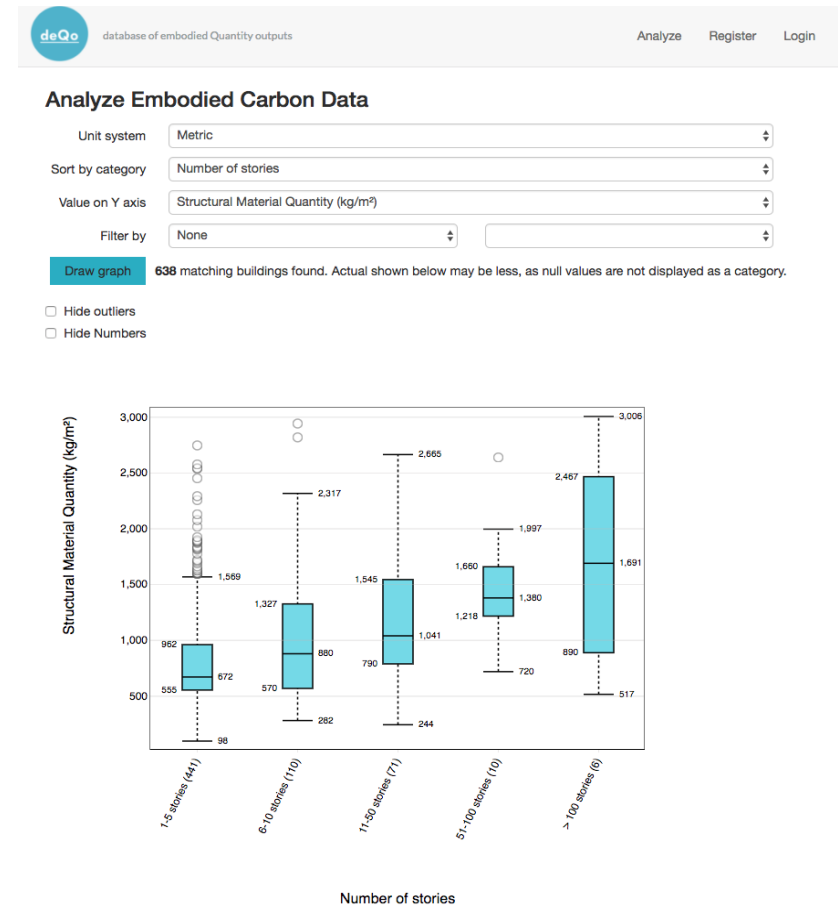 deQo database of embodied Quantity outputs Analyze Register Login
Analyze Embodied Carbon Data
Unit system Metric
Sort by category Number of stories
Value on Y axis Structural Material Quantity (kg/m²)
Filter by None
Draw graph 638 matching buildings found. Actual shown below may be less, as null values are not displayed as a category.
Hide outliers
Hide Numbers
Structural Material Quantity (kg/m²)
3,000
2,500
2,000
1,500
1,000
500
1,569
962
672
555
98
2,317
1,327
880
570
282
2,665
1,545
1,041
790
244
1,997
1,660
1,380
1,218
720
3,006
2,467
1,691
890
517
1-5 stories (441)
6-10 stories (110)
11-50 stories (71)
51-100 stories (10)
> 100 stories (6)
Number of stories